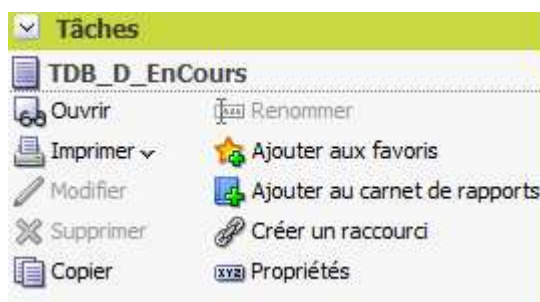 Tâches
TDB_D_EnCours
Ouvrir Renommer
Imprimer Ajouter aux favoris
Modifier Ajouter au carnet de rapports
Supprimer Créer un raccourci
Copier Propriétés